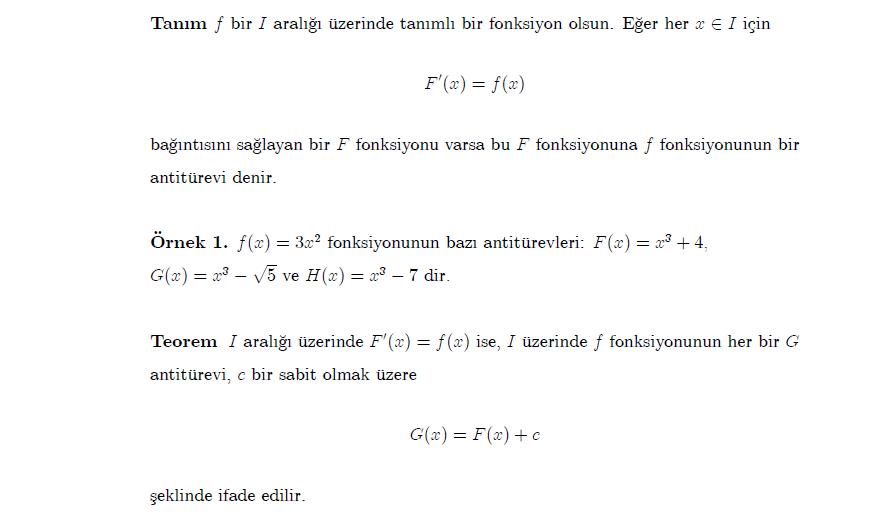 Tanım f bir I aralığı üzerinde tanımlı bir fonksiyon olsun. Eğer her x ∈ I için
F′(x) = f(x)
bağıntısını sağlayan bir F fonksiyonu varsa bu F fonksiyonuna f fonksiyonunun bir
antitürevi denir.
Örnek 1. f(x) = 3x² fonksiyonunun bazı antitürevleri: F(x) = x³ + 4,
G(x) = x³ − √5 ve H(x) = x³ − 7 dir.
Teorem I aralığı üzerinde F′(x) = f(x) ise, I üzerinde f fonksiyonunun her bir G
antitürevi, c bir sabit olmak üzere
G(x) = F(x) + c
şeklinde ifade edilir.